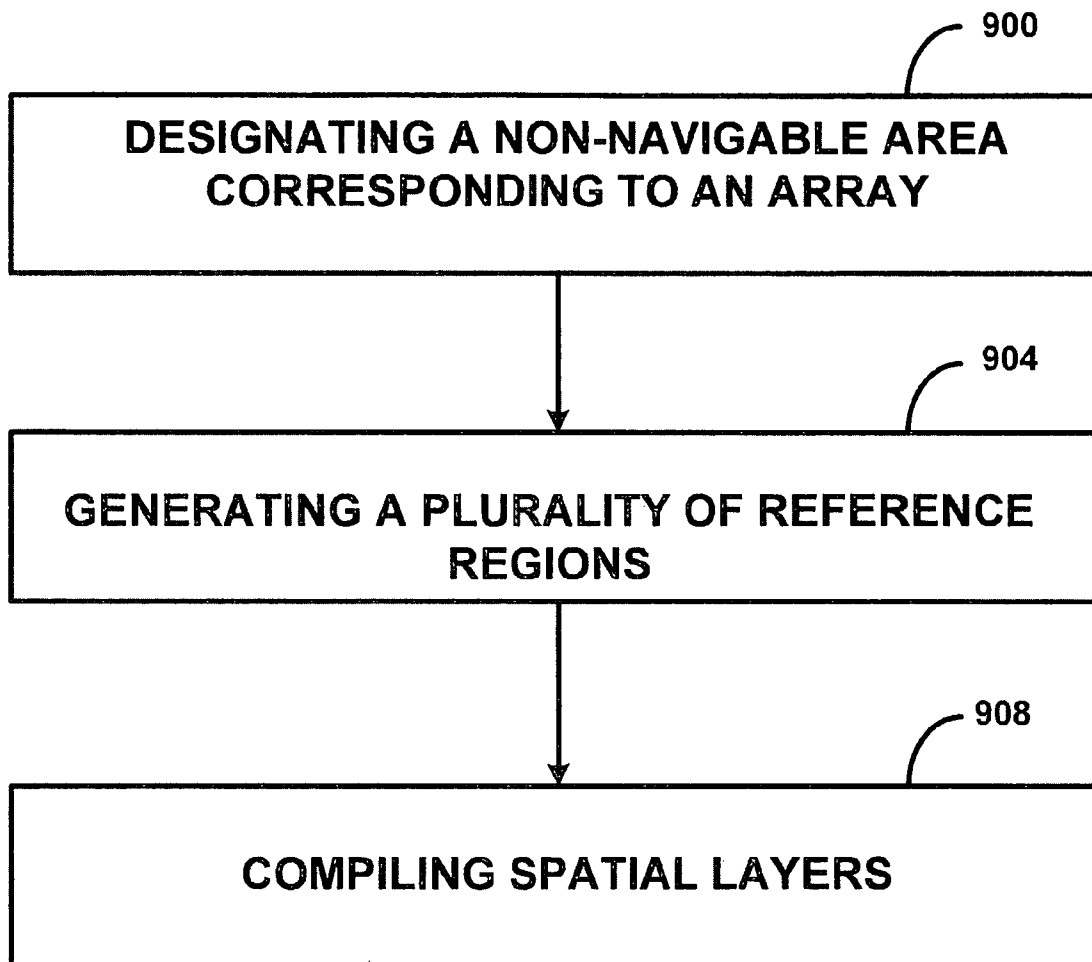 900
DESIGNATING A NON-NAVIGABLE AREA
CORRESPONDING TO AN ARRAY
904
GENERATING A PLURALITY OF REFERENCE
REGIONS
908
COMPILING SPATIAL LAYERS